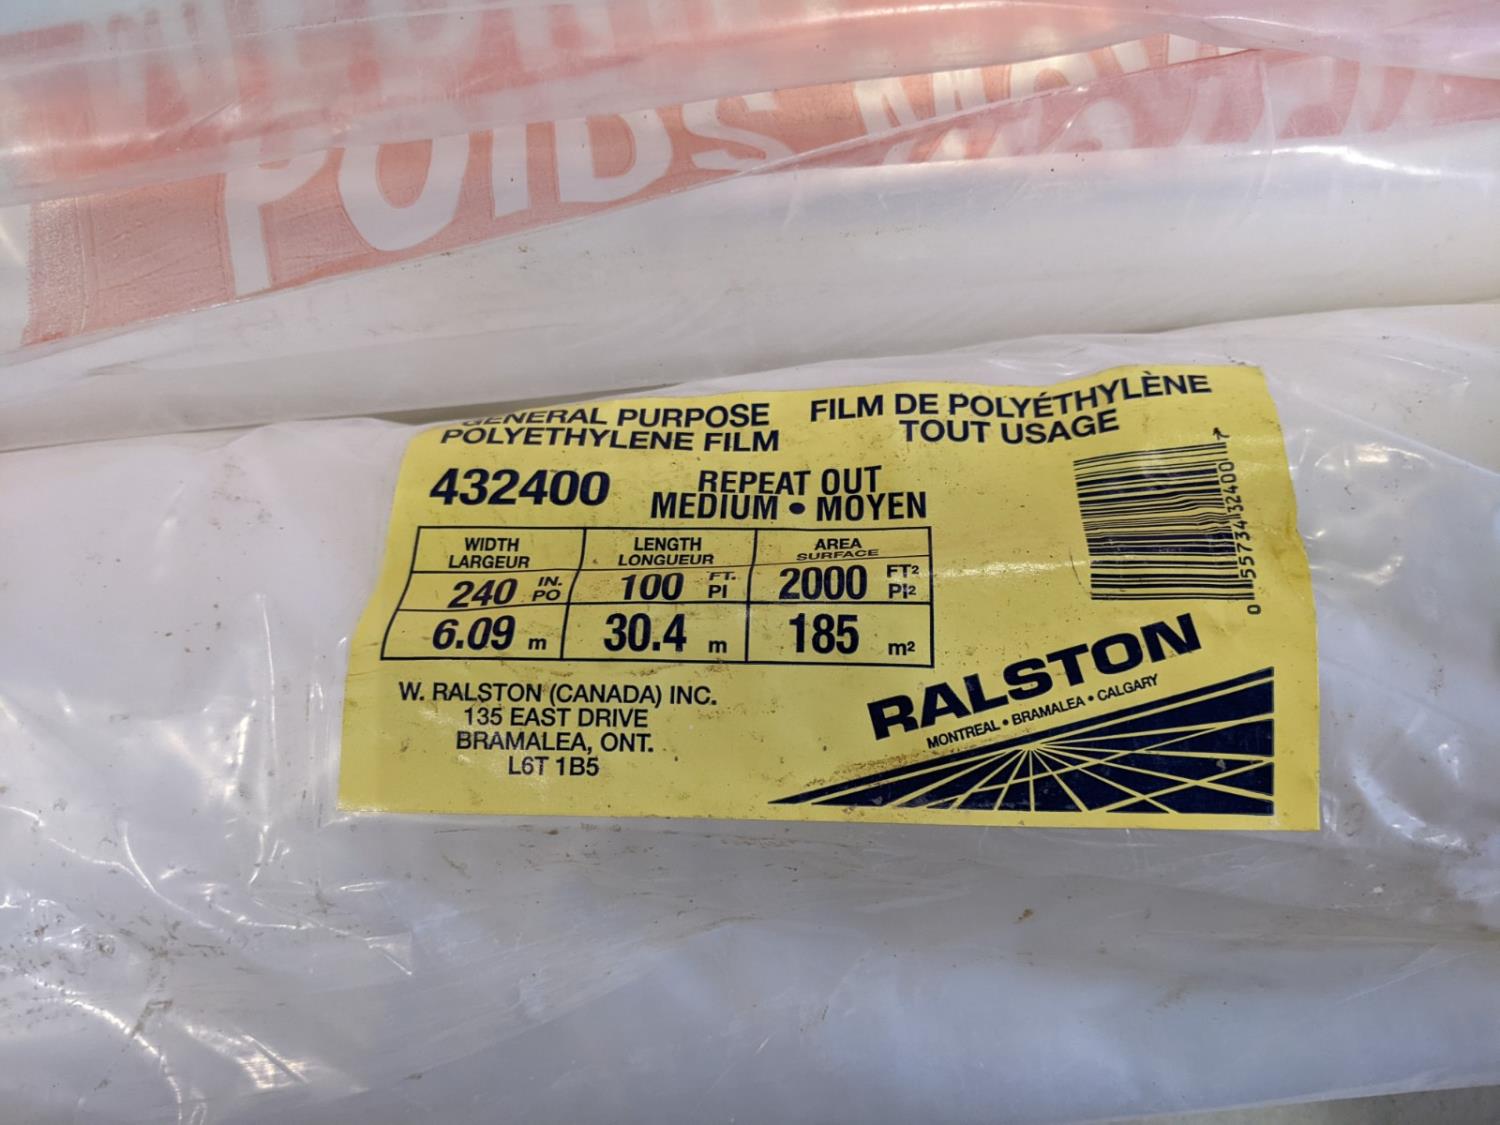 POIDS
GENERAL PURPOSE
POLYETHYLENE FILM
FILM DE POLYÉTHYLÈNE
TOUT USAGE
432400
REPEAT OUT
MEDIUM • MOYEN
WIDTH
LARGEUR
LENGTH
LONGUEUR
AREA
SURFACE
240 IN. PO
100 FT. PI
2000 FT² PI²
6.09 m
30.4 m
185 m²
0 55734 32400 7
W. RALSTON (CANADA) INC.
135 EAST DRIVE
BRAMALEA, ONT.
L6T 1B5
RALSTON
MONTREAL • BRAMALEA • CALGARY